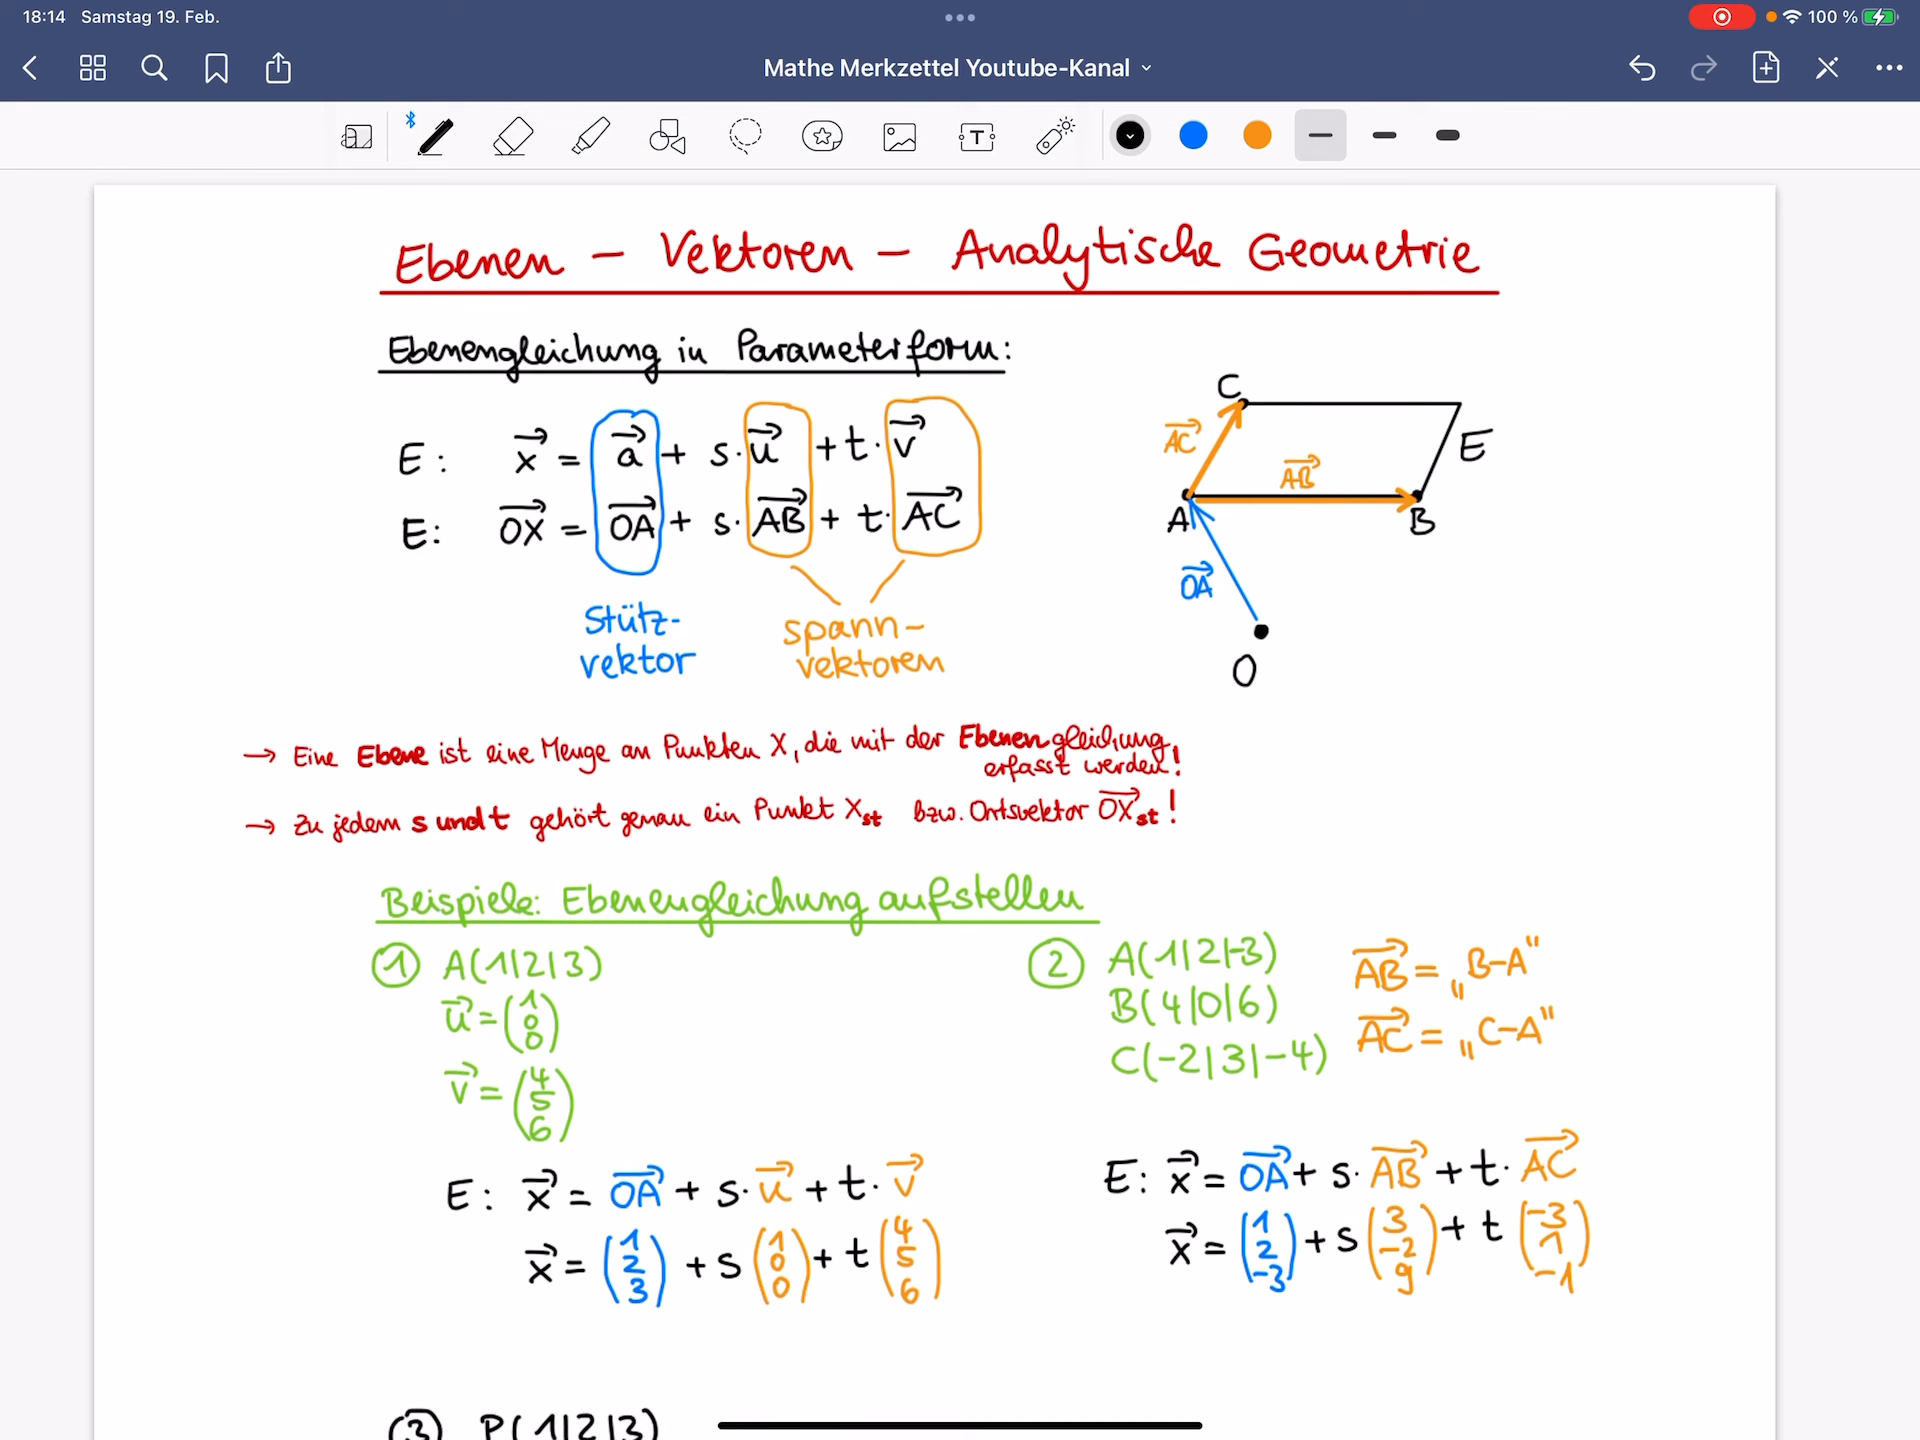 18:14 Samstag 19. Feb.
100 %
Mathe Merkzettel Youtube-Kanal
Ebenen – Vektoren – Analytische Geometrie
Ebenengleichung in Parameterform:
E: x⃗ = a⃗ + s·u⃗ + t·v⃗
E: OX⃗ = OA⃗ + s·AB⃗ + t·AC⃗
Stütz-
vektor
spann-
vektoren
C
AC⃗
E
AB⃗
A
B
OA⃗
O
→ Eine Ebene ist eine Menge an Punkten X, die mit der Ebenengleichung
erfasst werden!
→ Zu jedem s und t gehört genau ein Punkt Xst bzw. Ortsvektor OX⃗st!
Beispiele: Ebenengleichung aufstellen
① A(1|2|3)
u⃗ = (1 0 0)
v⃗ = (4 5 6)
E: x⃗ = OA⃗ + s·u⃗ + t·v⃗
x⃗ = (1 2 3) + s (1 0 0) + t (4 5 6)
② A(1|2|-3)
B(4|0|6)
C(-2|3|-4)
AB⃗ = „B-A"
AC⃗ = „C-A"
E: x⃗ = OA⃗ + s·AB⃗ + t·AC⃗
x⃗ = (1 2 -3) + s (3 -2 9) + t (-3 1 -1)
③ P(1|2|3)